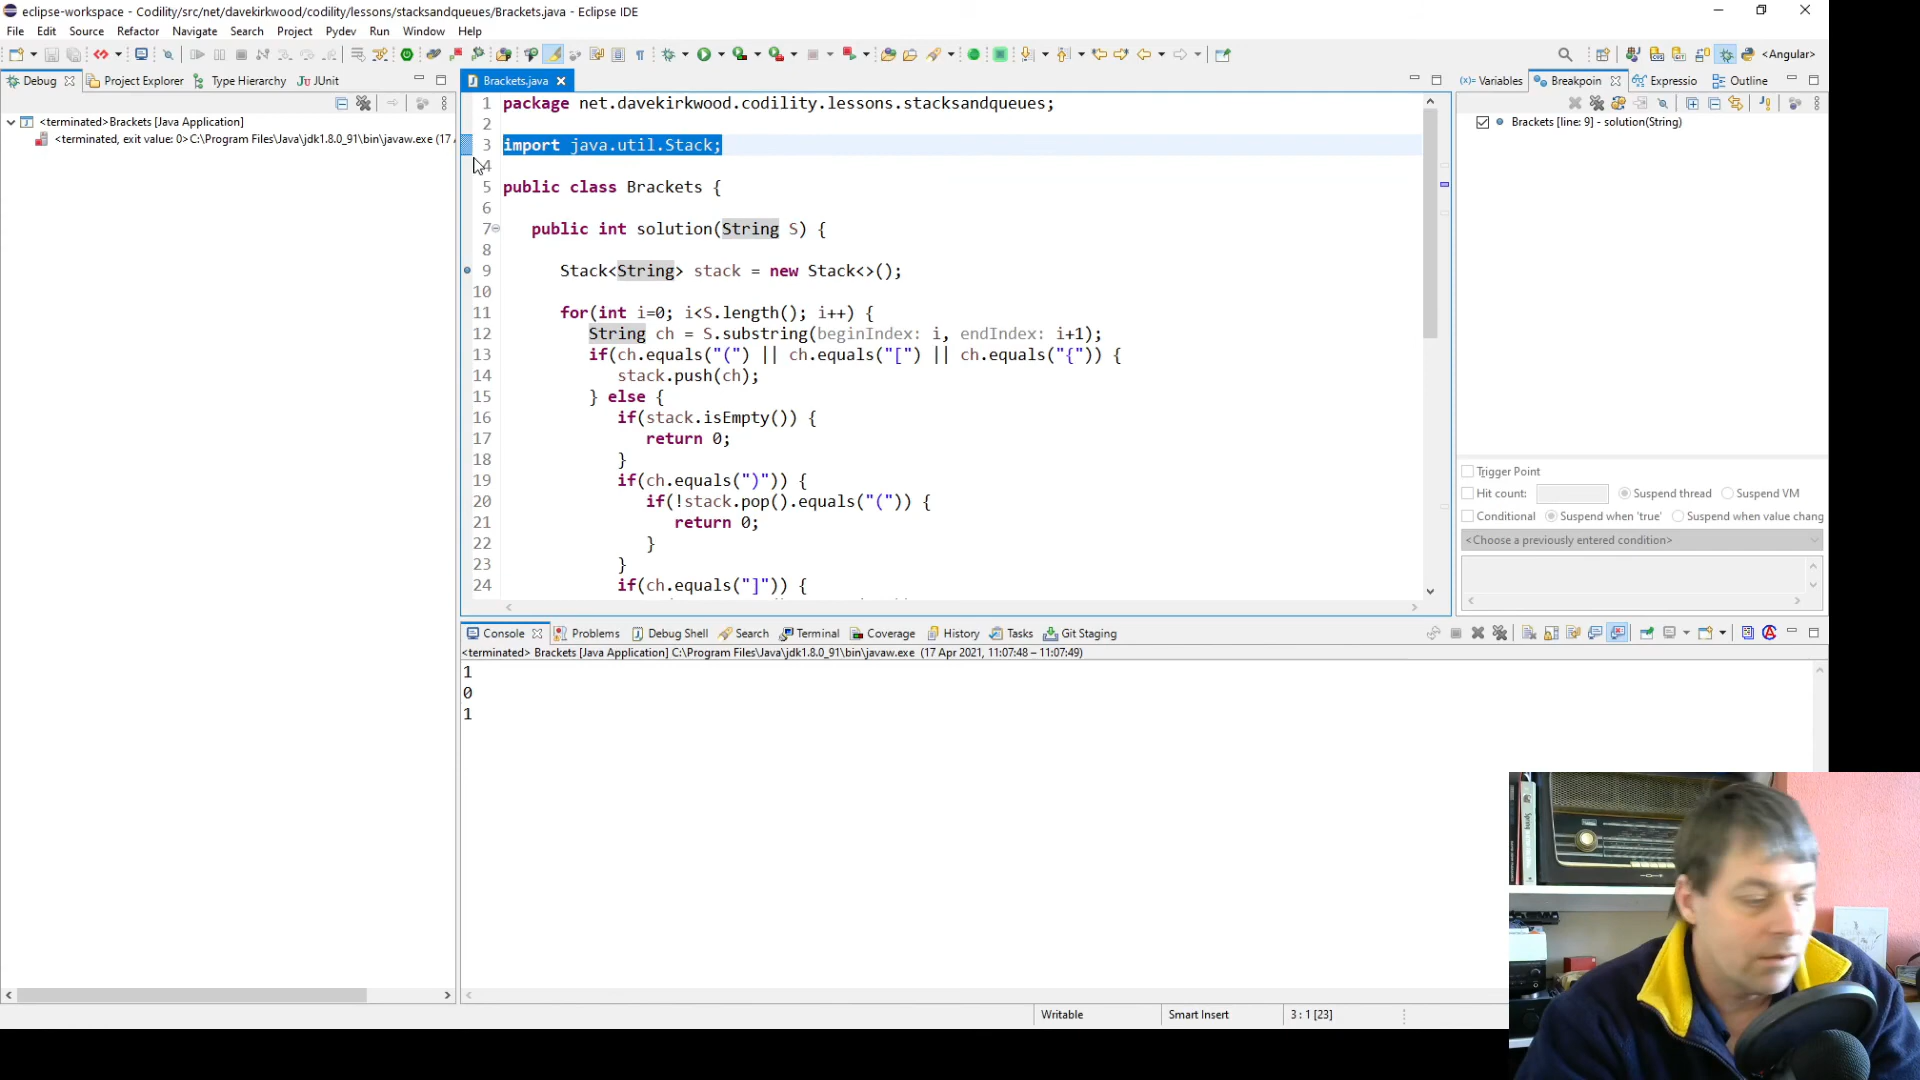 eclipse-workspace - Codility/src/net/davekirkwood/codility/lessons/stacksandqueues/Brackets.java - Eclipse IDE
File Edit Source Refactor Navigate Search Project Pydev Run Window Help
<Angular>
Debug Project Explorer Type Hierarchy JUnit
<terminated>Brackets [Java Application]
<terminated, exit value: 0>C:\Program Files\Java\jdk1.8.0_91\bin\javaw.exe (17
Brackets.java
1 package net.davekirkwood.codility.lessons.stacksandqueues;
2
3 import java.util.Stack;
4
5 public class Brackets {
6
7 public int solution(String S) {
8
9 Stack<String> stack = new Stack<>();
10
11 for(int i=0; i<S.length(); i++) {
12 String ch = S.substring(beginIndex: i, endIndex: i+1);
13 if(ch.equals("(") || ch.equals("[") || ch.equals("{")) {
14 stack.push(ch);
15 } else {
16 if(stack.isEmpty()) {
17 return 0;
18 }
19 if(ch.equals(")")) {
20 if(!stack.pop().equals("(")) {
21 return 0;
22 }
23 }
24 if(ch.equals("]")) {
(x)= Variables Breakpoin Expressio Outline
Brackets [line: 9] - solution(String)
Trigger Point
Hit count: Suspend thread Suspend VM
Conditional Suspend when 'true' Suspend when value chang
<Choose a previously entered condition>
Console Problems Debug Shell Search Terminal Coverage History Tasks Git Staging
<terminated> Brackets [Java Application] C:\Program Files\Java\jdk1.8.0_91\bin\javaw.exe (17 Apr 2021, 11:07:48 – 11:07:49)
1
0
1
Writable Smart Insert 3 : 1 [23]